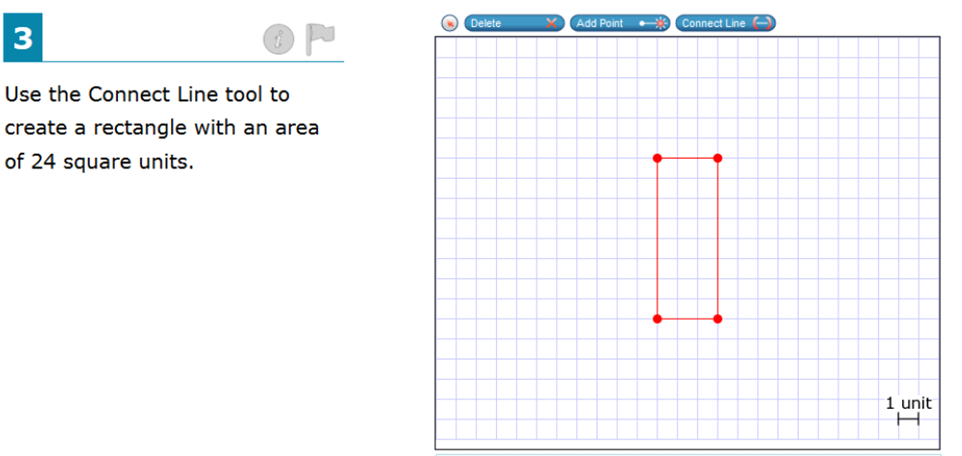 3
Use the Connect Line tool to
create a rectangle with an area
of 24 square units.
Delete Add Point Connect Line
1 unit